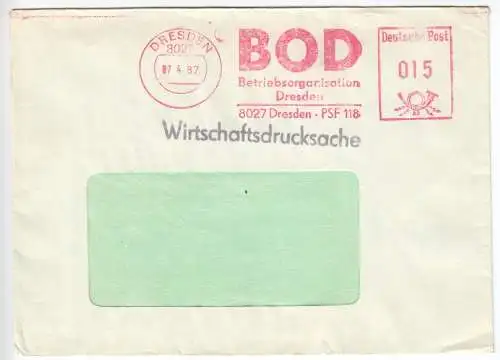 DRESDEN
8027
07.4.87
BOD
Betriebsorganisation
Dresden
8027 Dresden · PSF 118
Deutsche Post
015
Wirtschaftsdrucksache